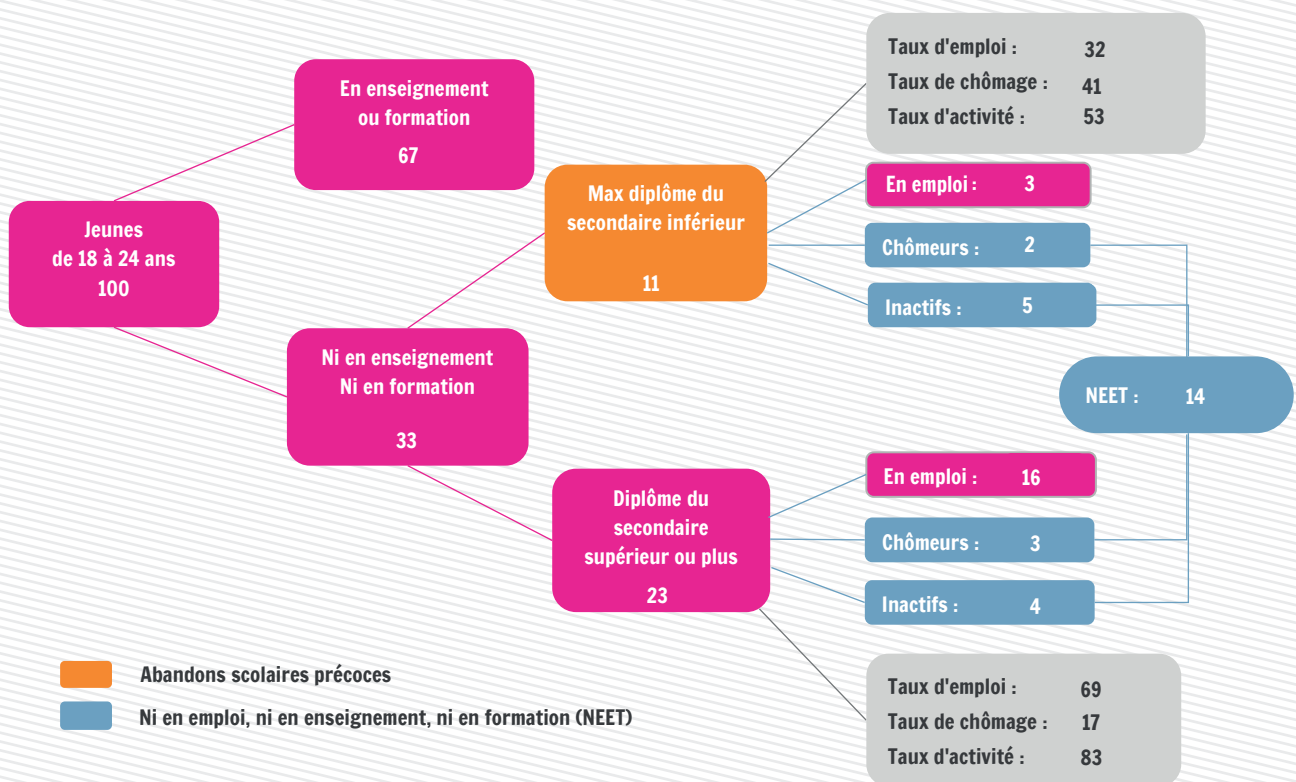 Jeunes
de 18 à 24 ans
100
En enseignement
ou formation
67
Ni en enseignement
Ni en formation
33
Max diplôme du
secondaire inférieur
11
Diplôme du
secondaire
supérieur ou plus
23
Taux d'emploi : 32
Taux de chômage : 41
Taux d'activité : 53
En emploi : 3
Chômeurs : 2
Inactifs : 5
NEET : 14
En emploi : 16
Chômeurs : 3
Inactifs : 4
Taux d'emploi : 69
Taux de chômage : 17
Taux d'activité : 83
Abandons scolaires précoces
Ni en emploi, ni en enseignement, ni en formation (NEET)